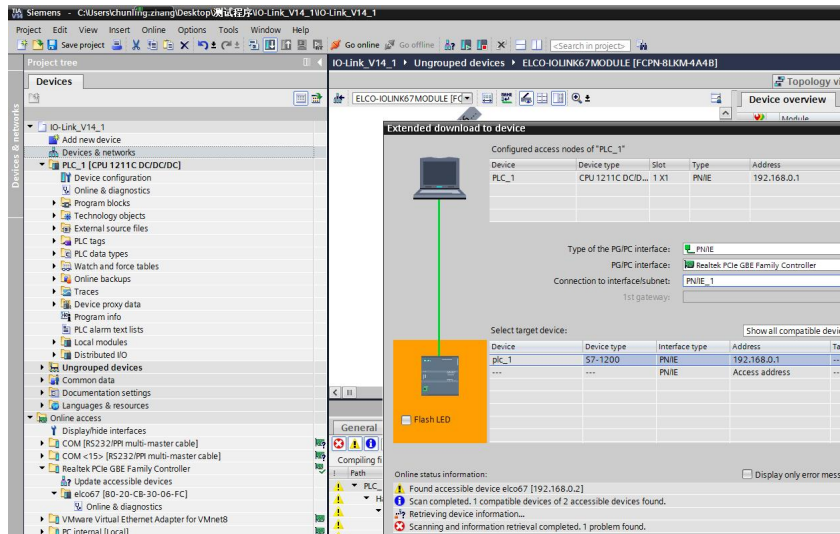 Siemens - C:\Users\chunling.zhang\Desktop\测试程序\IO-Link_V14_1\IO-Link_V14_1
Project Edit View Insert Online Options Tools Window Help
Save project Go online Go offline <Search in project>
Project tree
IO-Link_V14_1 Ungrouped devices ELCO-IOLINK67MODULE [FCPN-8LKM-4A4B]
Devices
Topology vi
ELCO-IOLINK67MODULE [FC
Device overview
Module
Devices & networks
IO-Link_V14_1
Add new device
Devices & networks
PLC_1 [CPU 1211C DC/DC/DC]
Device configuration
Online & diagnostics
Program blocks
Technology objects
External source files
PLC tags
PLC data types
Watch and force tables
Online backups
Traces
Device proxy data
Program info
PLC alarm text lists
Local modules
Distributed I/O
Ungrouped devices
Common data
Documentation settings
Languages & resources
Online access
Display/hide interfaces
COM [RS232/PPI multi-master cable]
COM <15> [RS232/PPI multi-master cable]
Realtek PCIe GBE Family Controller
Update accessible devices
elco67 [80-20-CB-30-06-FC]
Online & diagnostics
VMware Virtual Ethernet Adapter for VMnet8
PC internal [Local]
General
Compiling fi
! Path
PLC_
Ha
Extended download to device
Configured access nodes of "PLC_1"
Device Device type Slot Type Address
PLC_1 CPU 1211C DC/D... 1 X1 PN/IE 192.168.0.1
Type of the PG/PC interface: PN/IE
PG/PC interface: Realtek PCIe GBE Family Controller
Connection to interface/subnet: PN/IE_1
1st gateway:
Select target device: Show all compatible devic
Device Device type Interface type Address Ta
plc_1 S7-1200 PN/IE 192.168.0.1 --
--- --- PN/IE Access address --
Flash LED
Online status information: Display only error mess
Found accessible device elco67 [192.168.0.2]
Scan completed. 1 compatible devices of 2 accessible devices found.
Retrieving device information...
Scanning and information retrieval completed. 1 problem found.